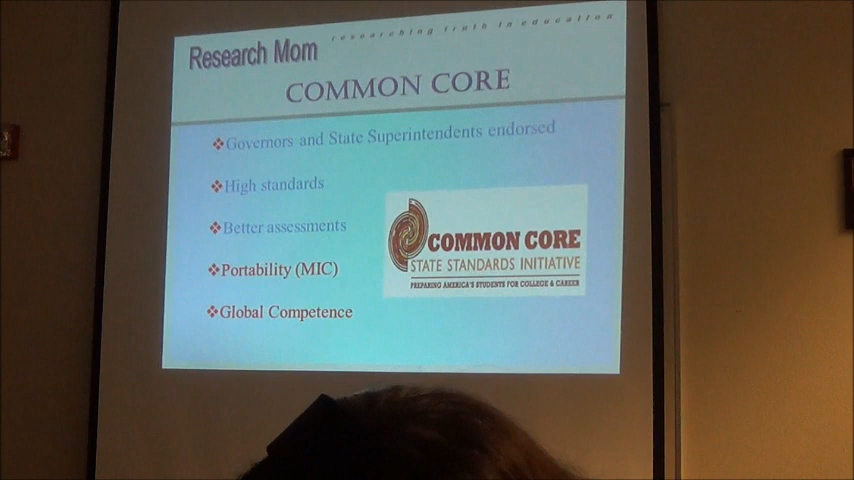 Research Mom
researching truth in education
COMMON CORE
Governors and State Superintendents endorsed
High standards
Better assessments
Portability (MIC)
Global Competence
COMMON CORE
STATE STANDARDS INITIATIVE
PREPARING AMERICA'S STUDENTS FOR COLLEGE & CAREER